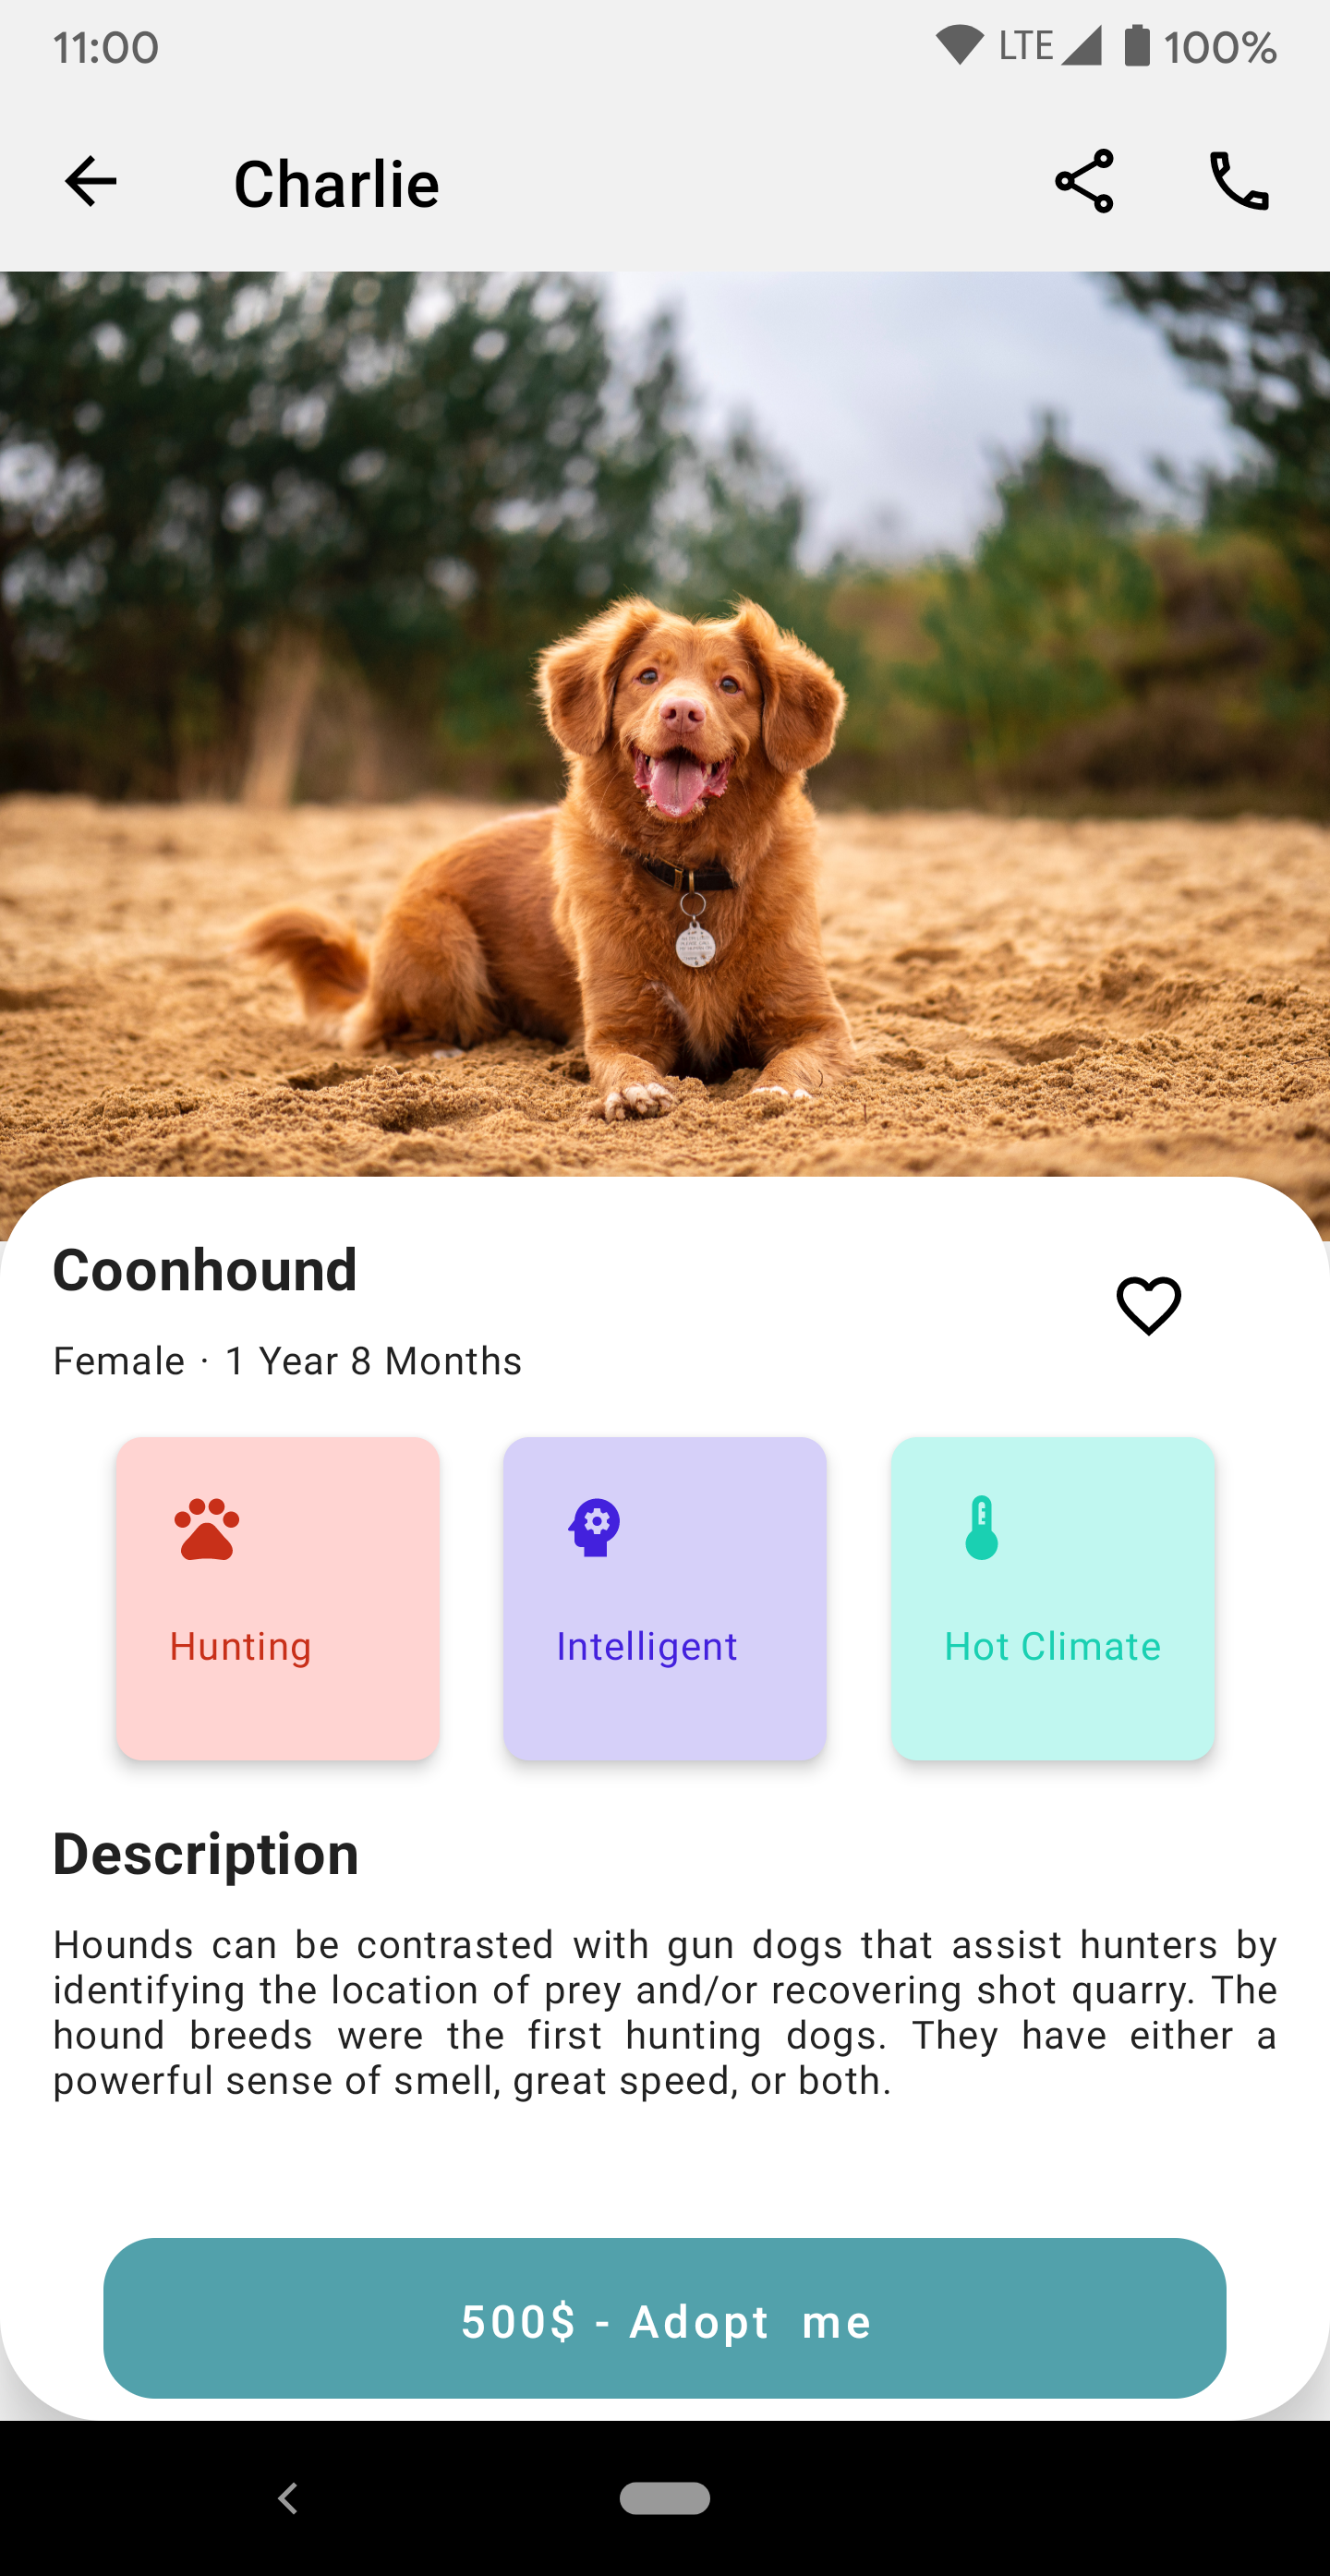 11:00 LTE 100%
Charlie
Coonhound
Female · 1 Year 8 Months
Hunting
Intelligent
Hot Climate
Description
Hounds can be contrasted with gun dogs that assist hunters by
identifying the location of prey and/or recovering shot quarry. The
hound breeds were the first hunting dogs. They have either a
powerful sense of smell, great speed, or both.
500$ - Adopt  me